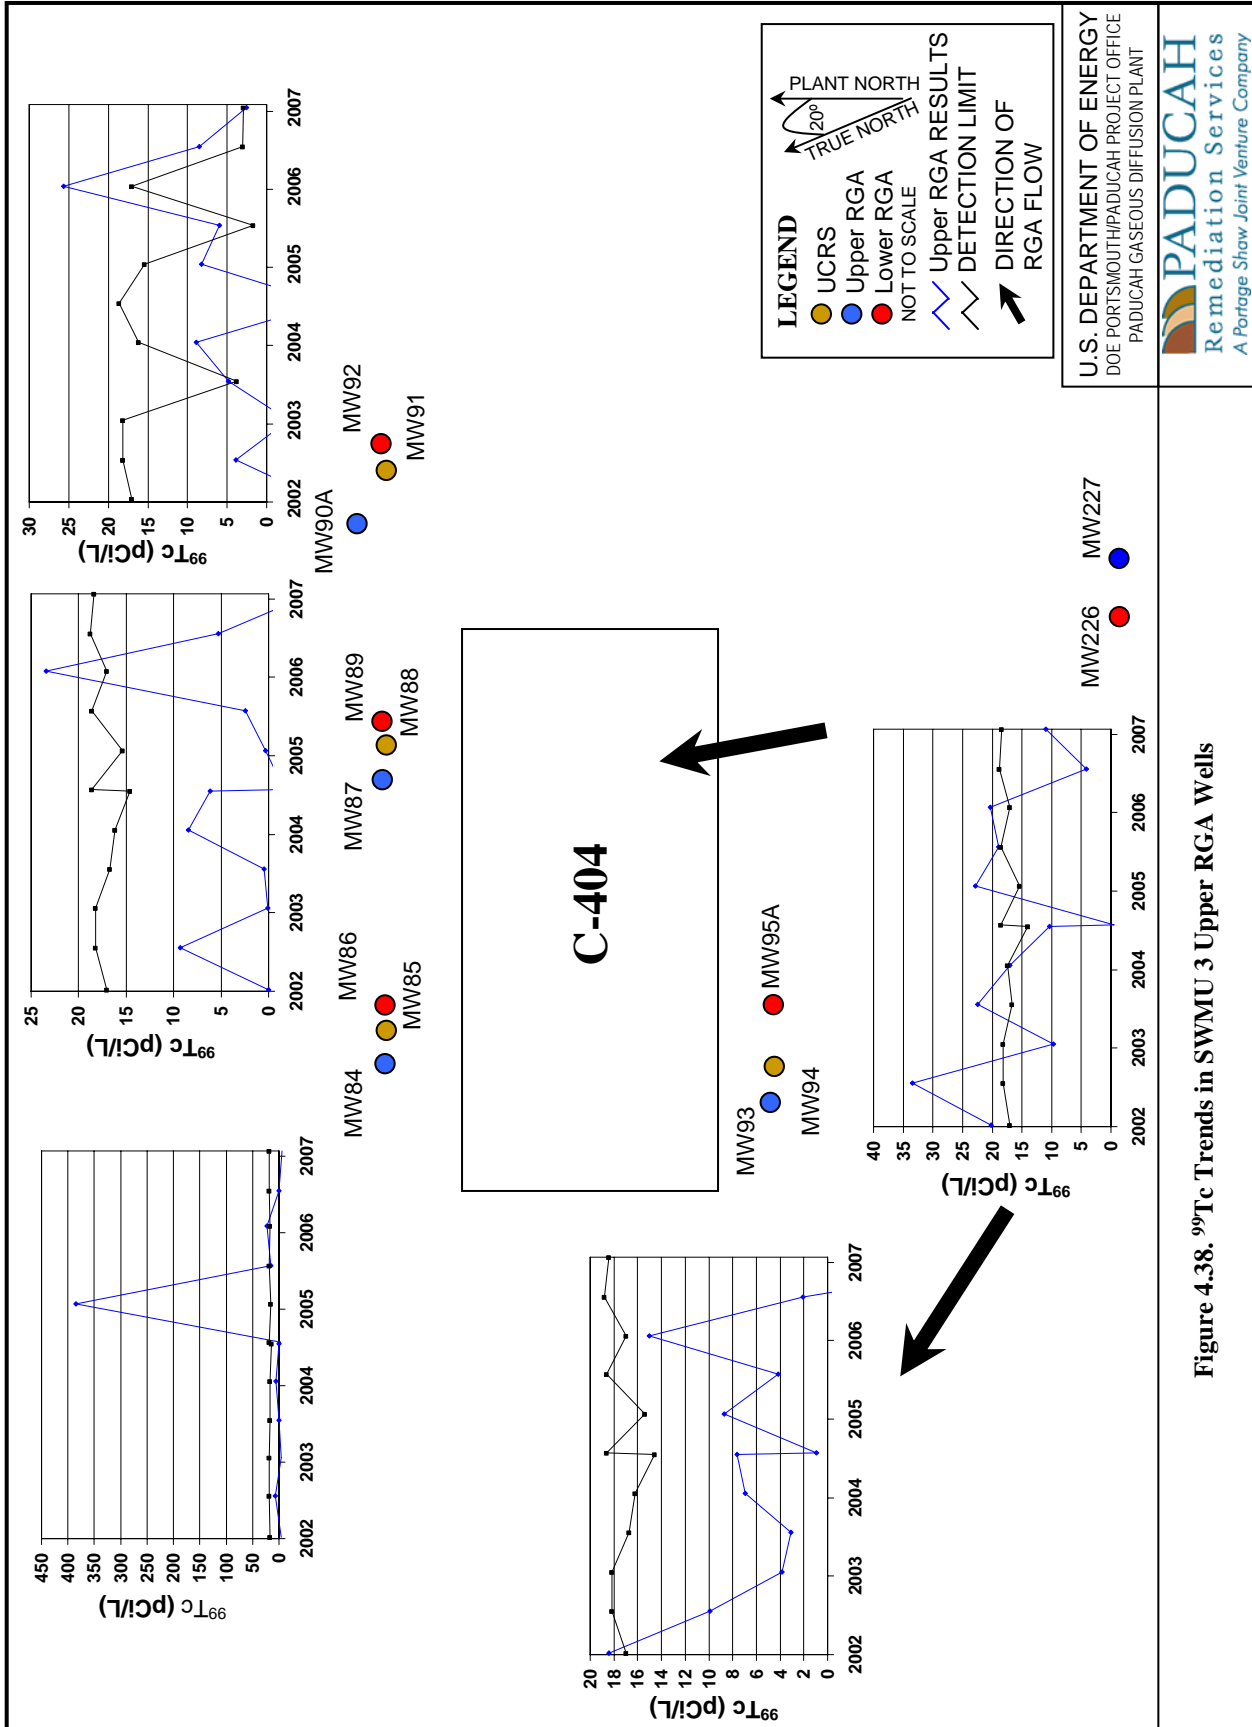 450
400
350
300
250
200
150
100
50
0
⁹⁹Tc (pCi/L)
2002
2003
2004
2005
2006
2007
25
20
15
10
5
0
⁹⁹Tc (pCi/L)
2002
2003
2004
2005
2006
2007
30
25
20
15
10
5
0
⁹⁹Tc (pCi/L)
2002
2003
2004
2005
2006
2007
MW84
MW86
MW85
MW87
MW89
MW88
MW90A
MW92
MW91
C-404
MW93
MW94
MW95A
20
18
16
14
12
10
8
6
4
2
0
⁹⁹Tc (pCi/L)
2002
2003
2004
2005
2006
2007
40
35
30
25
20
15
10
5
0
⁹⁹Tc (pCi/L)
2002
2003
2004
2005
2006
2007
MW226
MW227
LEGEND
UCRS
Upper RGA
Lower RGA
NOT TO SCALE
Upper RGA RESULTS
DETECTION LIMIT
DIRECTION OF
RGA FLOW
PLANT NORTH
20º
TRUE NORTH
U.S. DEPARTMENT OF ENERGY
DOE PORTSMOUTH/PADUCAH PROJECT OFFICE
PADUCAH GASEOUS DIFFUSION PLANT
PADUCAH
Remediation Services
A Portage Shaw Joint Venture Company
Figure 4.38. ⁹⁹Tc Trends in SWMU 3 Upper RGA Wells